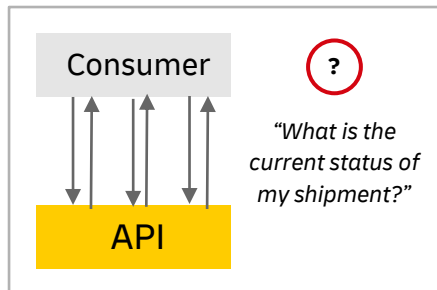 Consumer
?
“What is the
current status of
my shipment?”
API